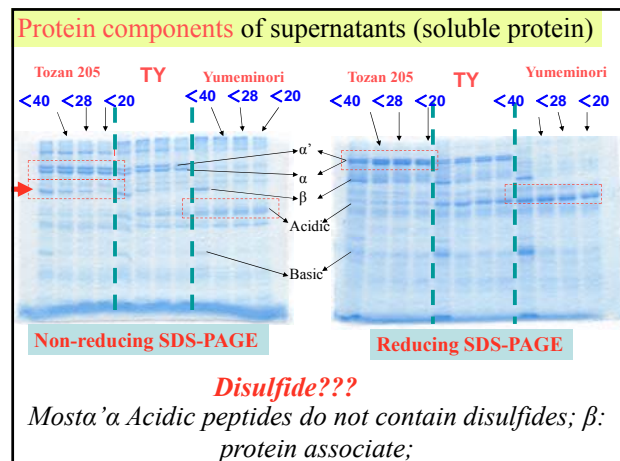 Protein components of supernatants (soluble protein)
Tozan 205 TY Yumeminori
<40 <28 <20 <40 <28 <20
Tozan 205 TY Yumeminori
<40 <28 <20 <40 <28 <20
α’
α
β
Acidic
Basic
Non-reducing SDS-PAGE
Reducing SDS-PAGE
Disulfide???
Mostα’α Acidic peptides do not contain disulfides; β:
protein associate;